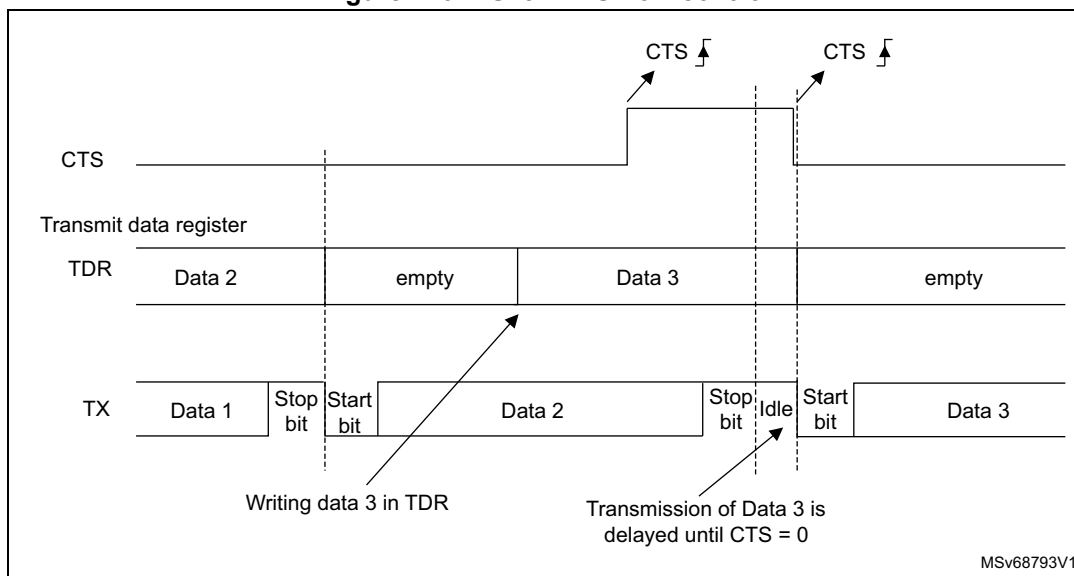 CTS CTS
CTS
Transmit data register
TDR Data 2 empty Data 3 empty
TX Data 1 Stop bit Start bit Data 2 Stop bit Idle Start bit Data 3
Writing data 3 in TDR
Transmission of Data 3 is
delayed until CTS = 0
MSv68793V1